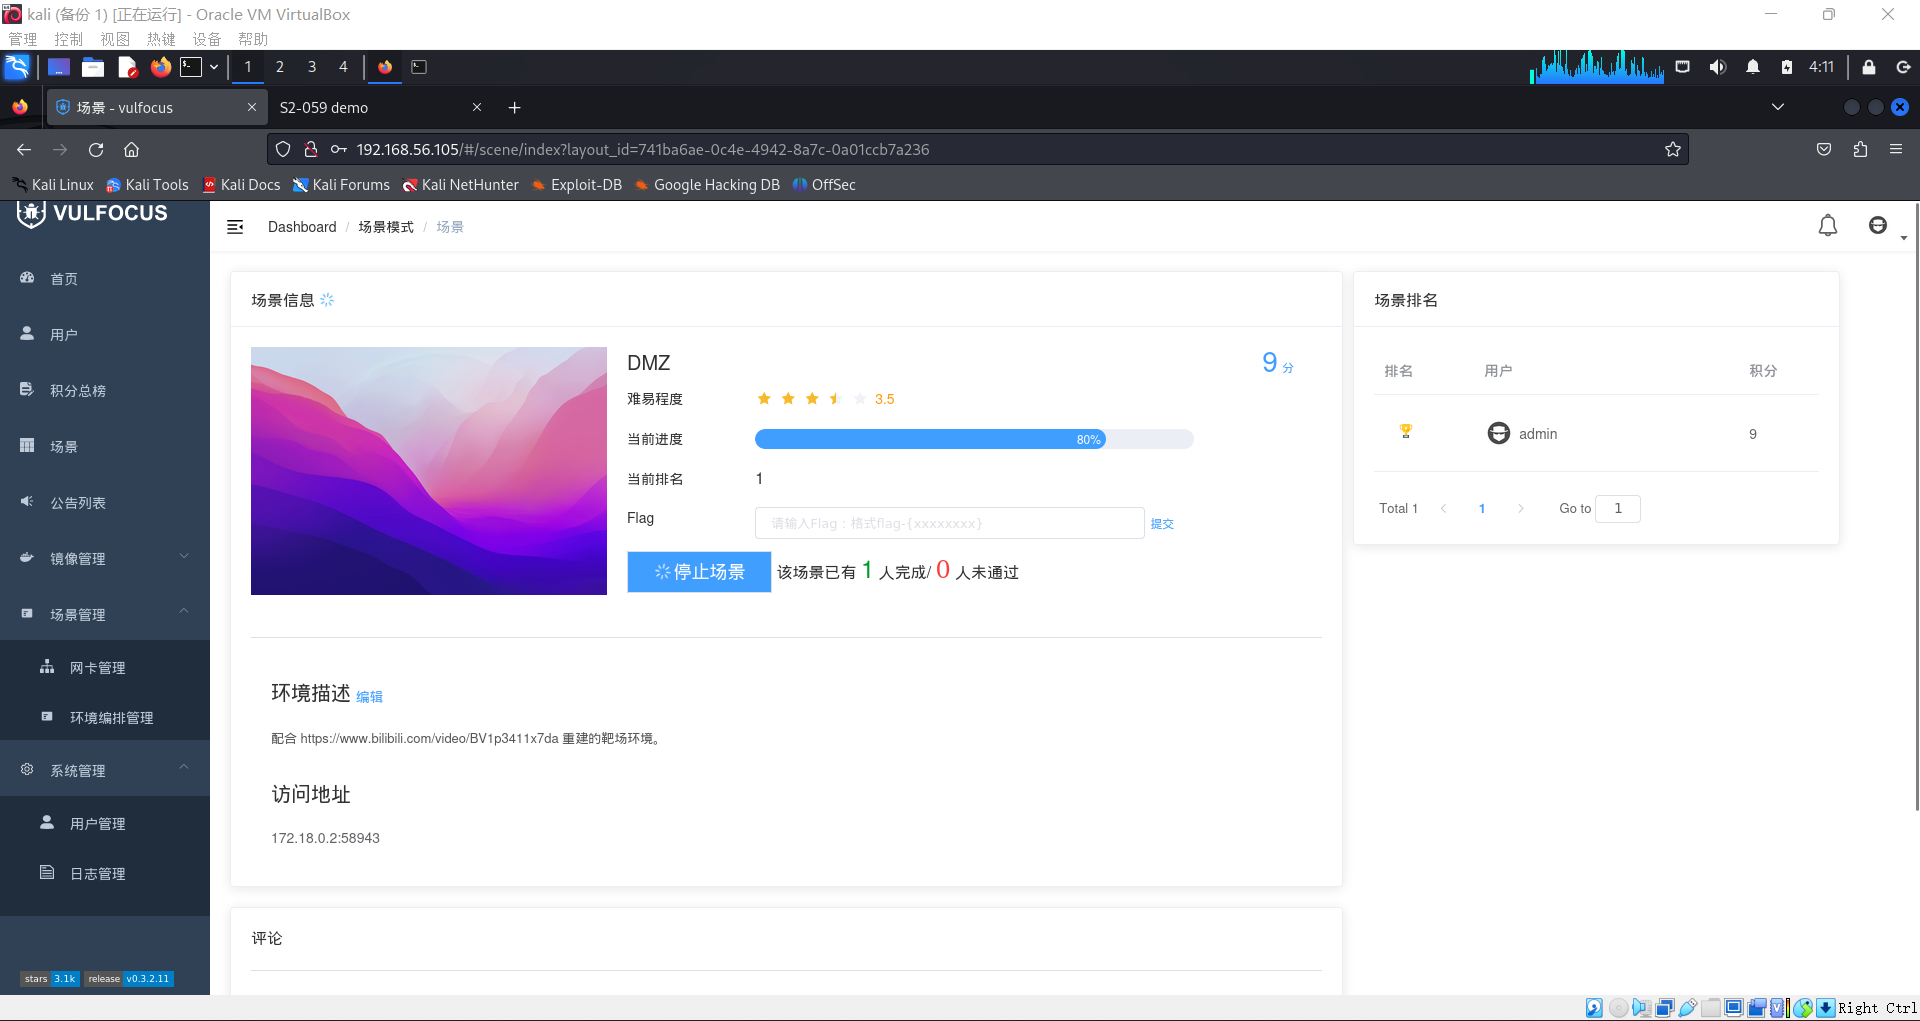 kali (备份 1) [正在运行] - Oracle VM VirtualBox
管理 控制 视图 热键 设备 帮助
1 2 3 4 4:11
场景 - vulfocus S2-059 demo
192.168.56.105/#/scene/index?layout_id=741ba6ae-0c4e-4942-8a7c-0a01ccb7a236
Kali Linux Kali Tools Kali Docs Kali Forums Kali NetHunter Exploit-DB Google Hacking DB OffSec
VULFOCUS
Dashboard / 场景模式 / 场景
首页
用户
积分总榜
场景
公告列表
镜像管理
场景管理
网卡管理
环境编排管理
系统管理
用户管理
日志管理
stars 3.1k release v0.3.2.11
场景信息
DMZ
9 分
难易程度 3.5
当前进度 80%
当前排名 1
Flag 请输入Flag：格式flag-{xxxxxxxx} 提交
停止场景 该场景已有 1 人完成/ 0 人未通过
环境描述 编辑
配合 https://www.bilibili.com/video/BV1p3411x7da 重建的靶场环境。
访问地址
172.18.0.2:58943
评论
场景排名
排名 用户 积分
admin 9
Total 1 1 Go to 1
Right Ctrl